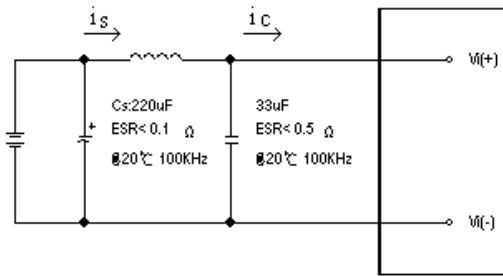 is
ic
Vi(+)
Cs:220uF
ESR<0.1 Ω
@20℃ 100KHz
33uF
ESR<0.5 Ω
@20℃ 100KHz
+
Vi(-)